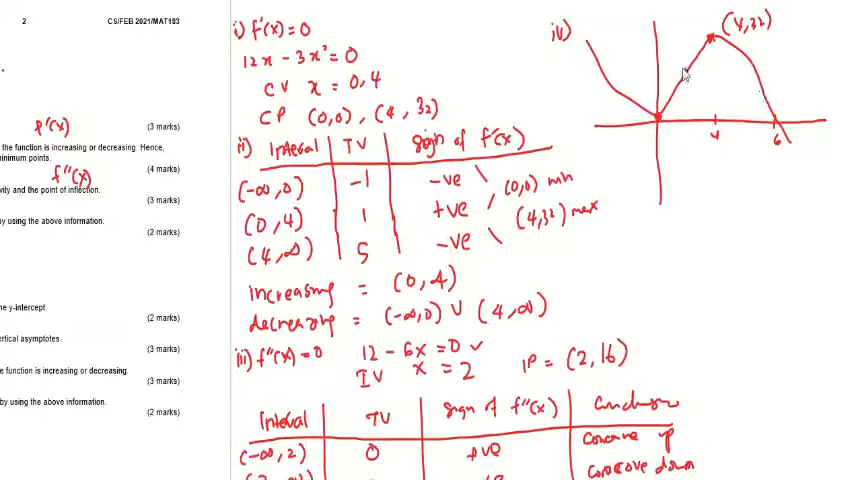 2
CS/FEB 2021/MAT183
f'(x)
(3 marks)
the function is increasing or decreasing. Hence,
inimum points.
(4 marks)
f''(x)
vity and the point of inflection.
(3 marks)
by using the above information.
(2 marks)
he y-intercept.
(2 marks)
ertical asymptotes.
(3 marks)
e function is increasing or decreasing.
(3 marks)
by using the above information.
(2 marks)
i) f'(x) = 0
12x - 3x² = 0
CV x = 0, 4
CP (0,0), (4, 32)
ii) Interval TV sign of f'(x)
(-∞, 0) -1 -ve \ (0,0) min
(0, 4) 1 +ve / (4,32) max
(4, ∞) 5 -ve \
increasing = (0, 4)
decreasing = (-∞,0) ∪ (4, ∞)
iii) f''(x) = 0 12 - 6x = 0 ✓
IV x = 2 IP = (2, 16)
Interval TV sign of f''(x) Conclusion
(-∞, 2) 0 +ve concave up
concave down
iv)
(4, 32)
4
6